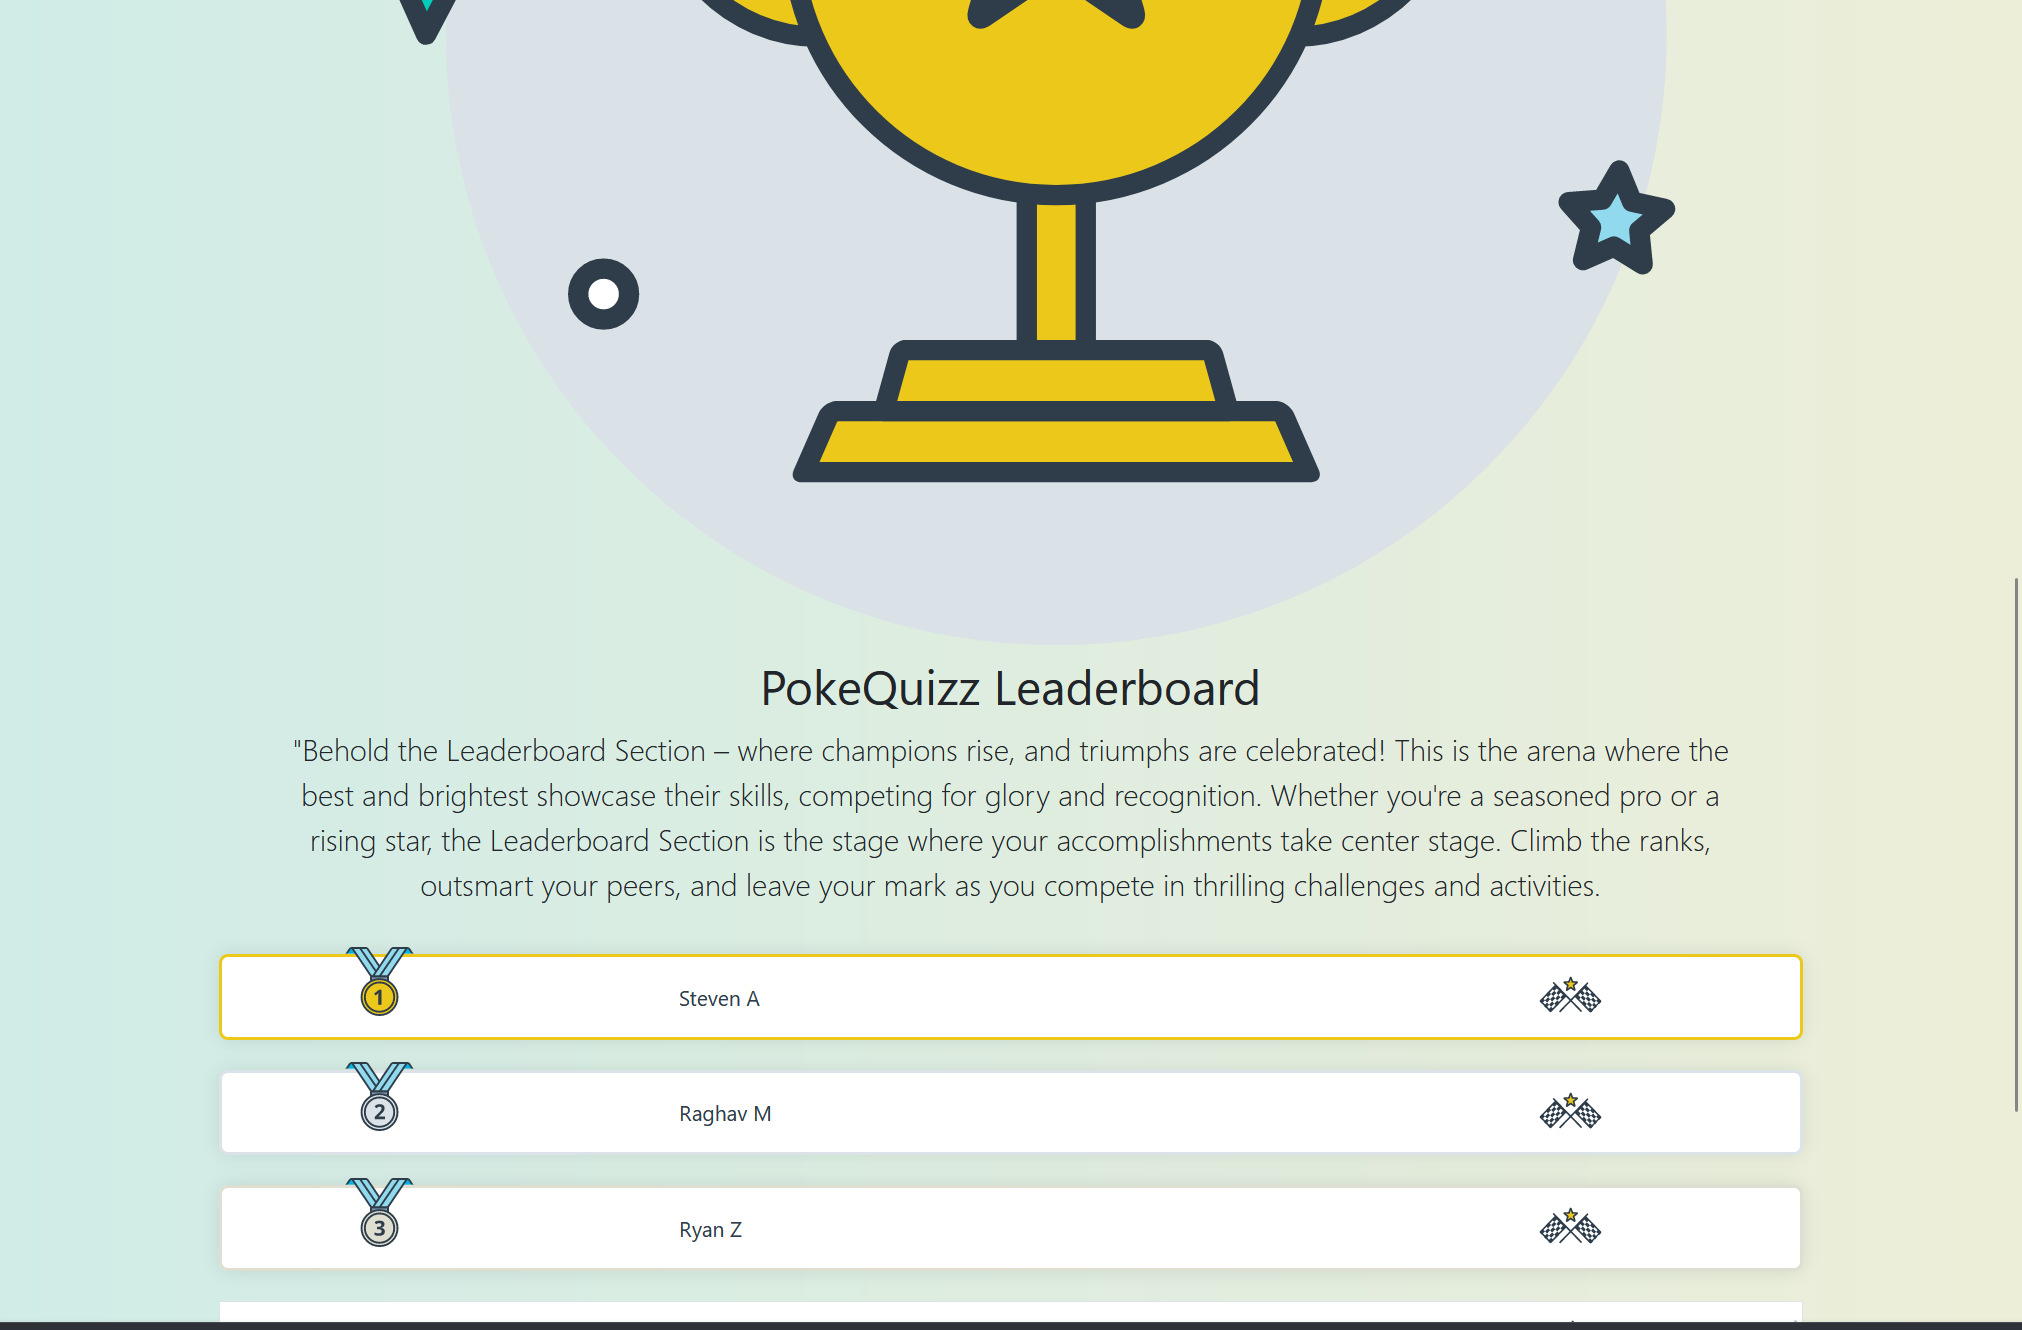 PokeQuizz Leaderboard
"Behold the Leaderboard Section – where champions rise, and triumphs are celebrated! This is the arena where the
best and brightest showcase their skills, competing for glory and recognition. Whether you're a seasoned pro or a
rising star, the Leaderboard Section is the stage where your accomplishments take center stage. Climb the ranks,
outsmart your peers, and leave your mark as you compete in thrilling challenges and activities.
1 Steven A
2 Raghav M
3 Ryan Z